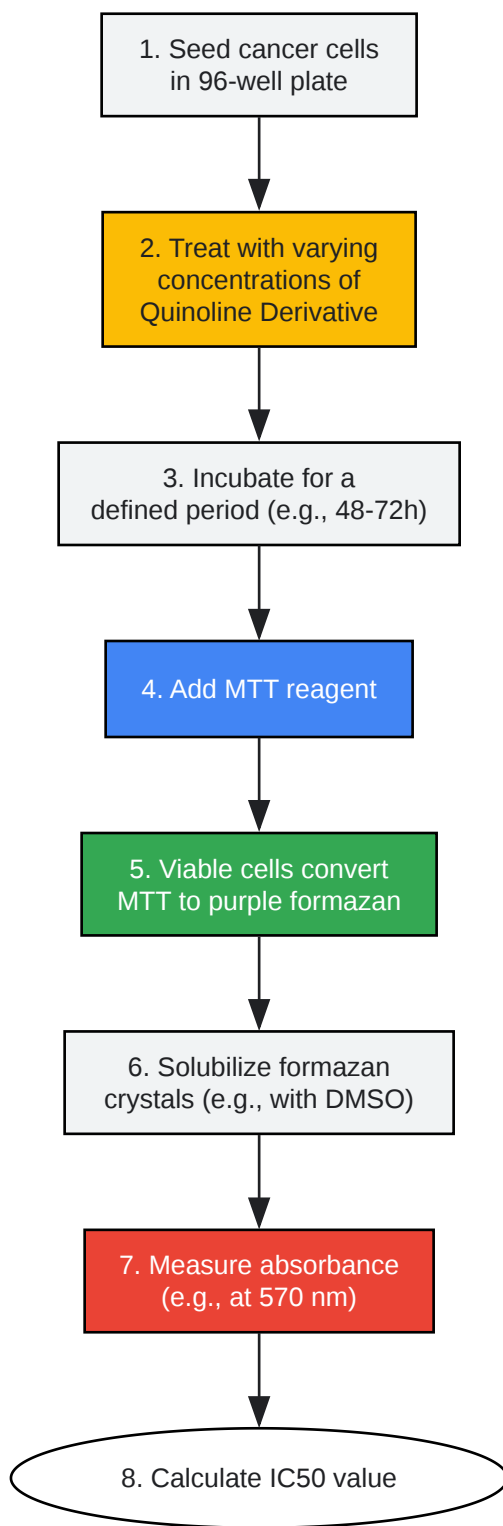 1. Seed cancer cells
in 96-well plate
2. Treat with varying
concentrations of
Quinoline Derivative
3. Incubate for a
defined period (e.g., 48-72h)
4. Add MTT reagent
5. Viable cells convert
MTT to purple formazan
6. Solubilize formazan
crystals (e.g., with DMSO)
7. Measure absorbance
(e.g., at 570 nm)
8. Calculate IC50 value